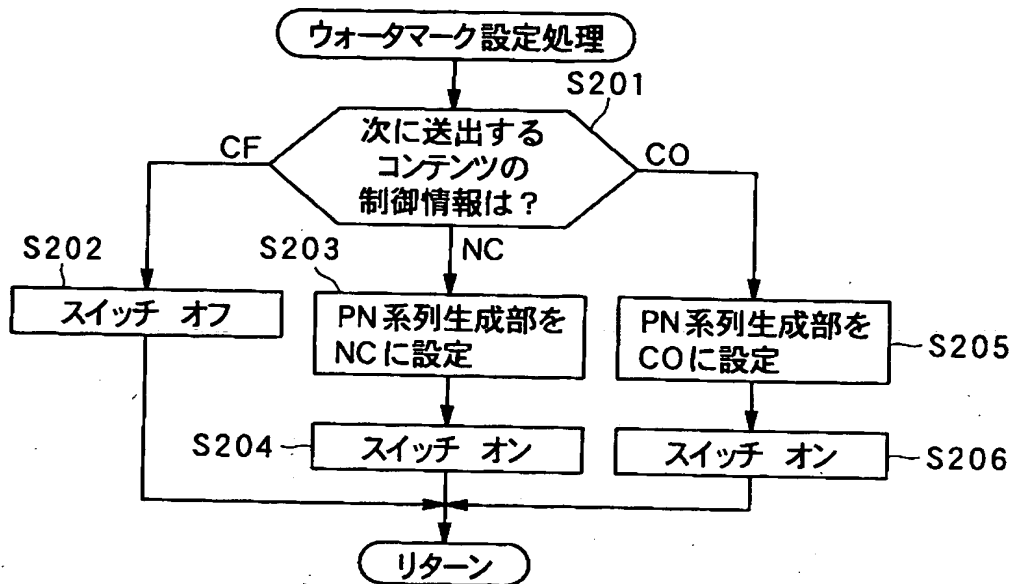 ウォータマーク設定処理
S201
次に送出する
コンテンツの
制御情報は?
CF
CO
NC
S202
スイッチ オフ
S203
PN系列生成部を
NCに設定
PN系列生成部を
COに設定
S205
S204
スイッチ オン
スイッチ オン
S206
リターン